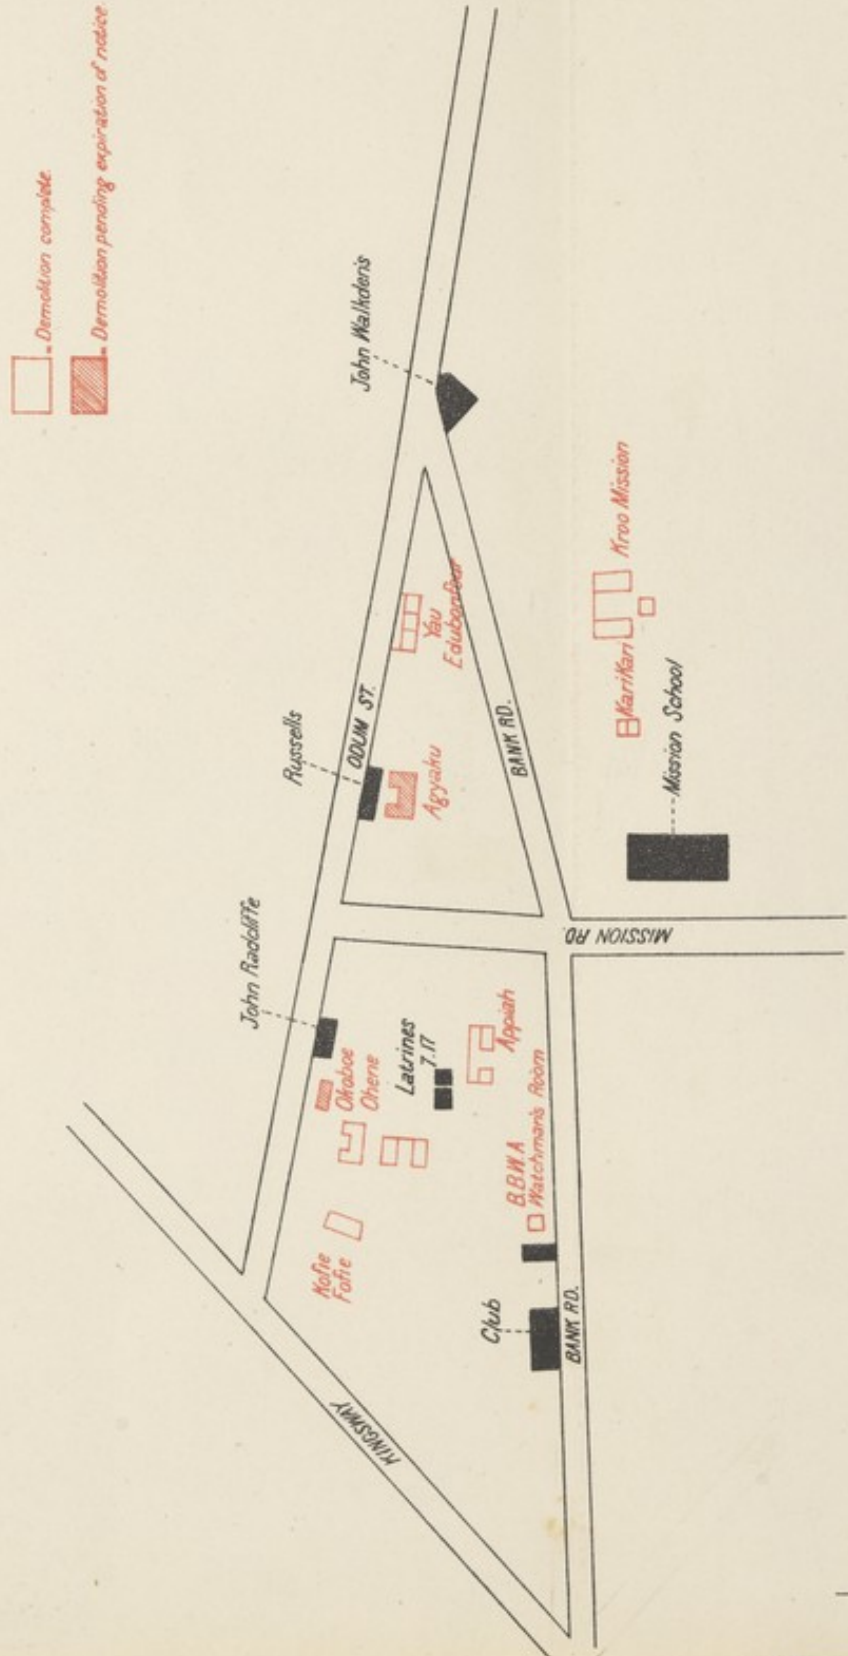 = Demolition complete.
= Demolition pending expiration of notice.
John Walkden's
Kroo Mission
KariKari
Mission School
Yau
Edubonfour
Russells
ODUM ST.
BANK RD.
Agyaku
John Radcliffe
MISSION RD.
Okoboe
Ohene
Latrines
7.17
Appiah
B.B.W.A
Watchman's Room
Kofie
Fofie
Club
BANK RD.
KINGSWAY